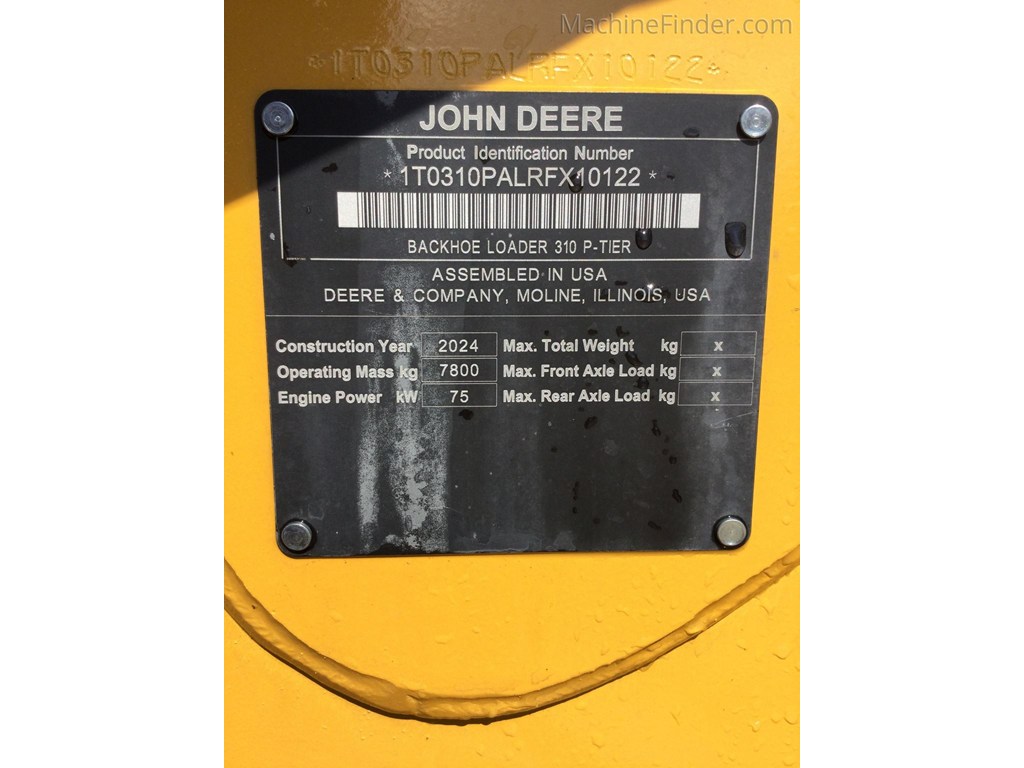 MachineFinder.com
*1T0310PALRFX10122*
JOHN DEERE
Product Identification Number
*1T0310PALRFX10122*
BACKHOE LOADER 310 P-TIER
ASSEMBLED IN USA
DEERE & COMPANY, MOLINE, ILLINOIS, USA
Construction Year 2024 Max. Total Weight kg x
Operating Mass kg 7800 Max. Front Axle Load kg x
Engine Power kW 75 Max. Rear Axle Load kg x